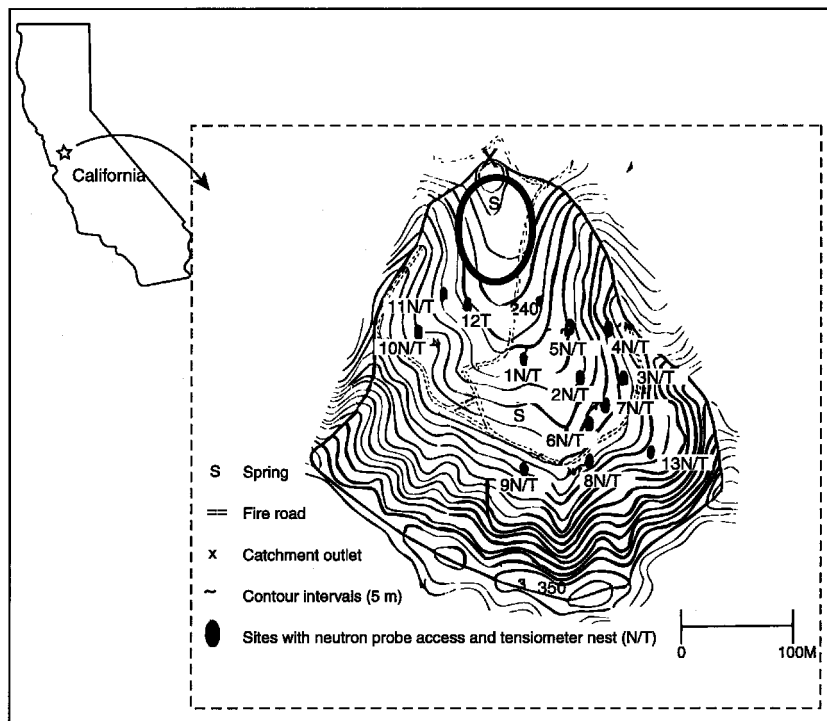 California
S
240
11N/T
12T
10N/T
5N/T
4N/T
1N/T
3N/T
2N/T
7N/T
S
6N/T
13N/T
9N/T
8N/T
350
S Spring
== Fire road
x Catchment outlet
~ Contour intervals (5 m)
Sites with neutron probe access and tensiometer nest (N/T)
0 100M